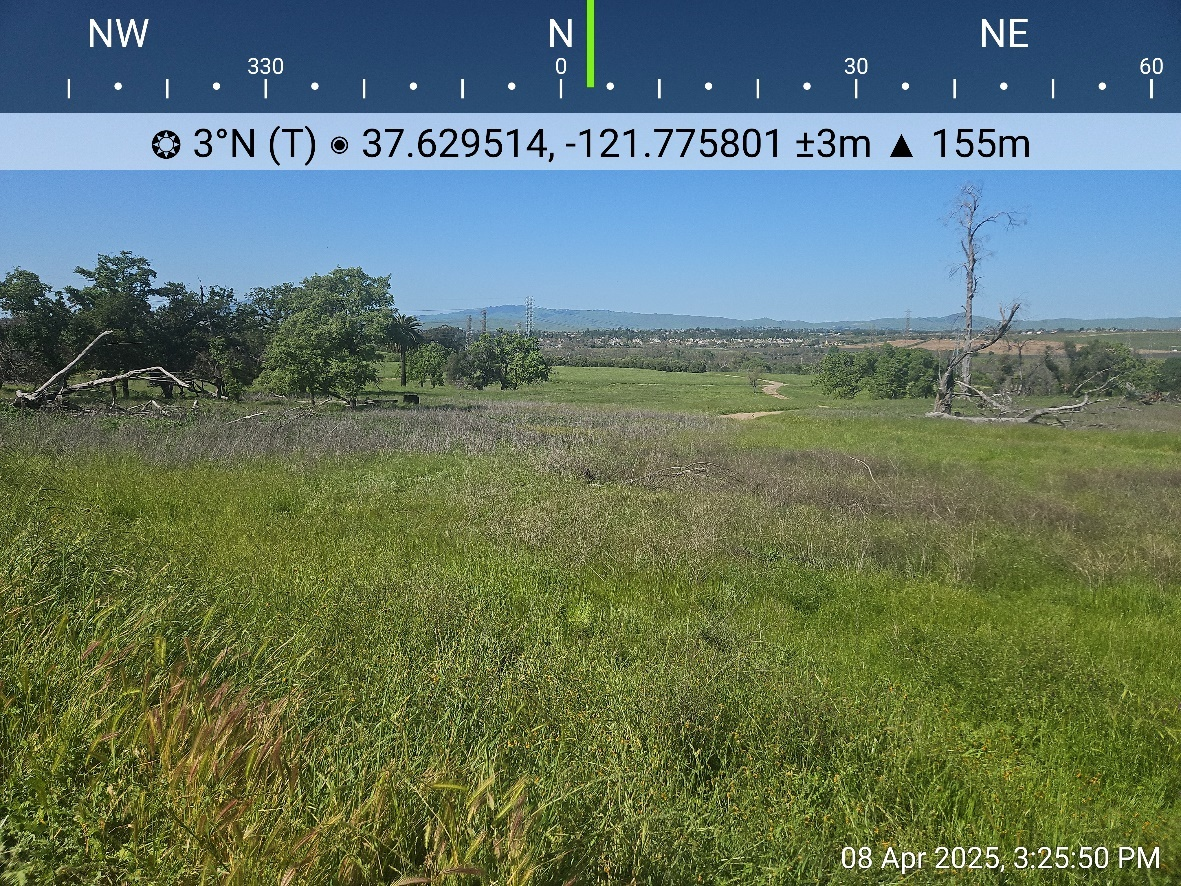 NW N NE
330 0 30 60
3°N (T) ◉ 37.629514, -121.775801 ±3m ▲ 155m
08 Apr 2025, 3:25:50 PM